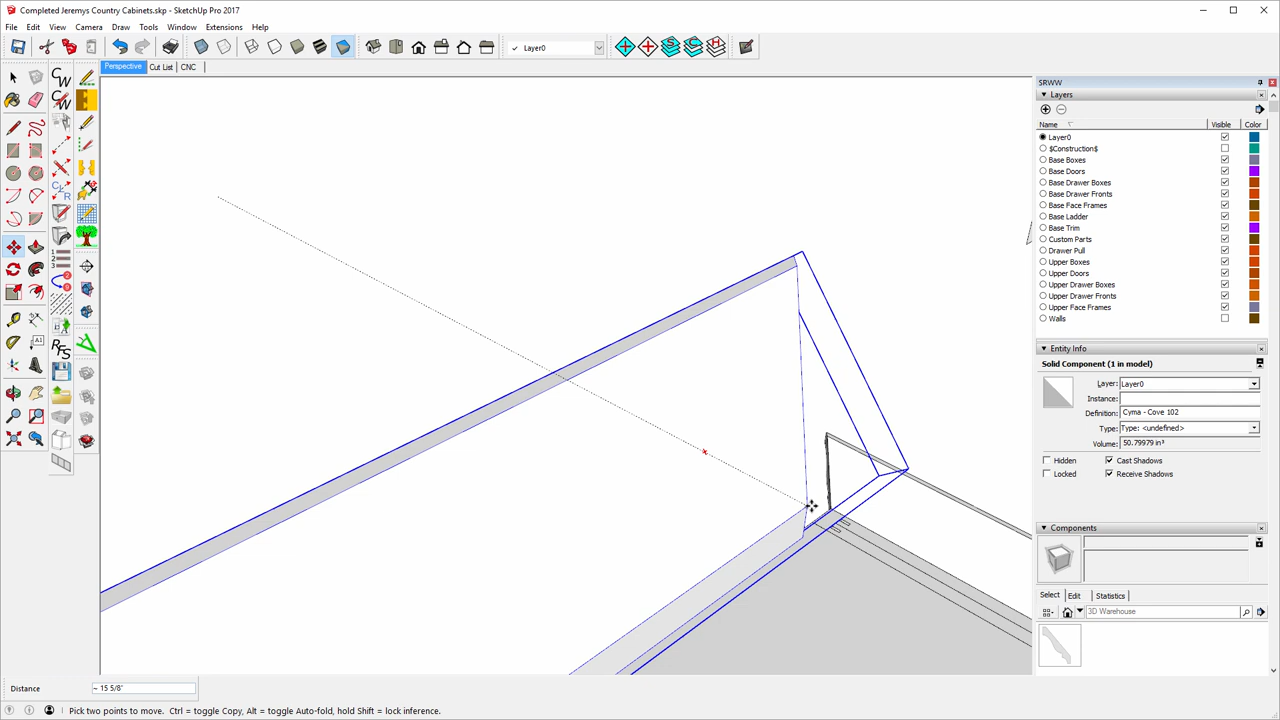 Completed Jeremys Country Cabinets.skp - SketchUp Pro 2017
File Edit View Camera Draw Tools Window Extensions Help
Layer0
Perspective Cut List CNC
SRWW
Layers
Name Visible Color
Layer0
$Construction$
Base Boxes
Base Doors
Base Drawer Boxes
Base Drawer Fronts
Base Face Frames
Base Ladder
Base Trim
Custom Parts
Drawer Pull
Upper Boxes
Upper Doors
Upper Drawer Boxes
Upper Drawer Fronts
Upper Face Frames
Walls
Entity Info
Solid Component (1 in model)
Layer: Layer0
Instance:
Definition: Cyma - Cove 102
Type: Type: <undefined>
Volume: 50.79979 in³
Hidden Cast Shadows
Locked Receive Shadows
Components
Select Edit Statistics
3D Warehouse
Distance ~ 15 5/8"
Pick two points to move. Ctrl = toggle Copy, Alt = toggle Auto-fold, hold Shift = lock inference.